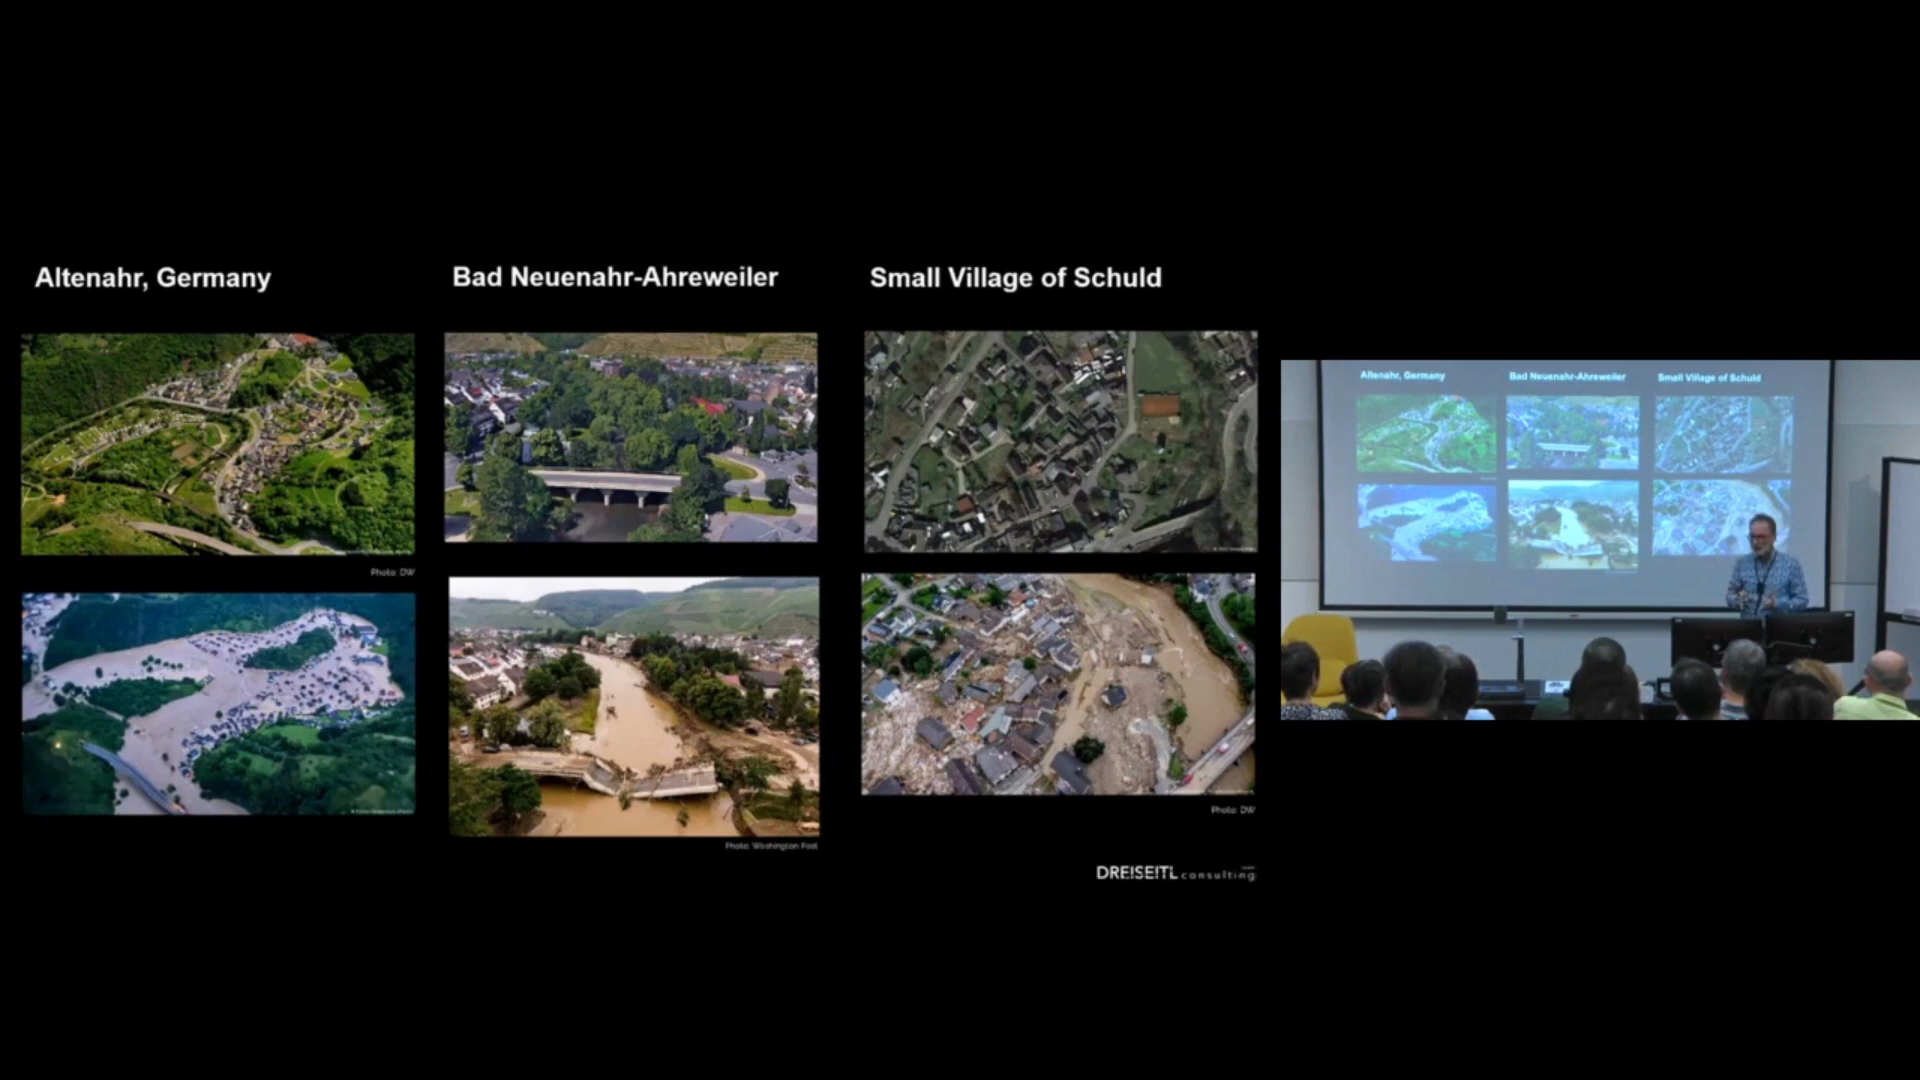 Altenahr, Germany
Bad Neuenahr-Ahreweiler
Small Village of Schuld
Photo: DW
Photo: Washington Post
Photo: DW
DREISEITL consulting
Altenahr, Germany
Bad Neuenahr-Ahreweiler
Small Village of Schuld